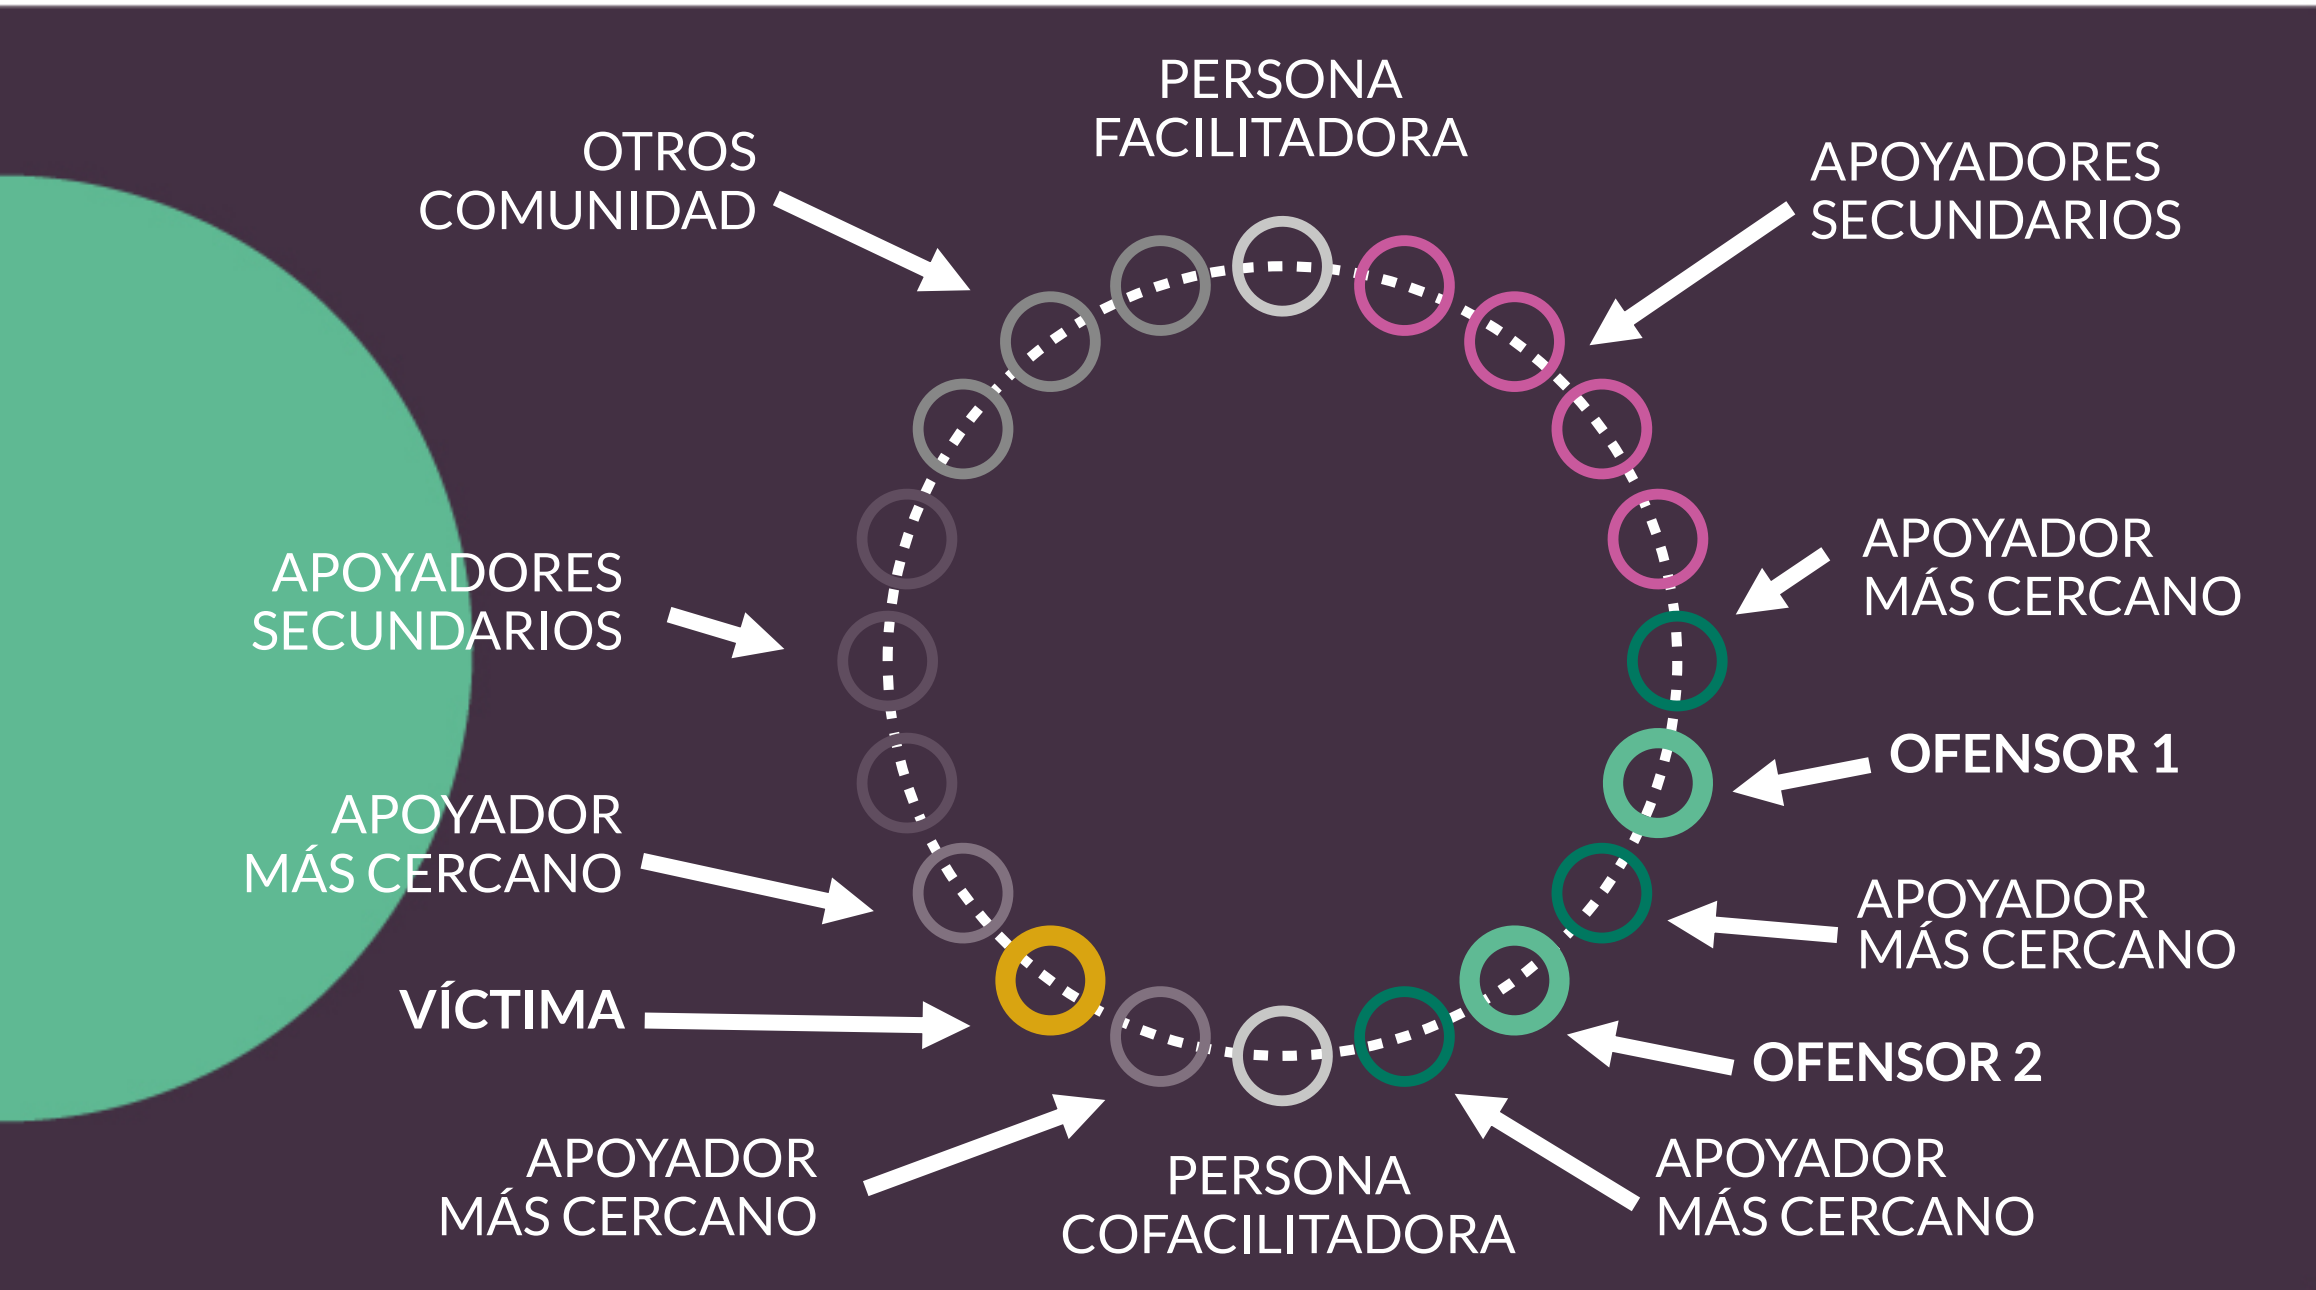 PERSONA
FACILITADORA
OTROS
COMUNIDAD
APOYADORES
SECUNDARIOS
APOYADORES
SECUNDARIOS
APOYADOR
MÁS CERCANO
OFENSOR 1
APOYADOR
MÁS CERCANO
APOYADOR
MÁS CERCANO
VÍCTIMA
OFENSOR 2
APOYADOR
MÁS CERCANO
PERSONA
COFACILITADORA
APOYADOR
MÁS CERCANO